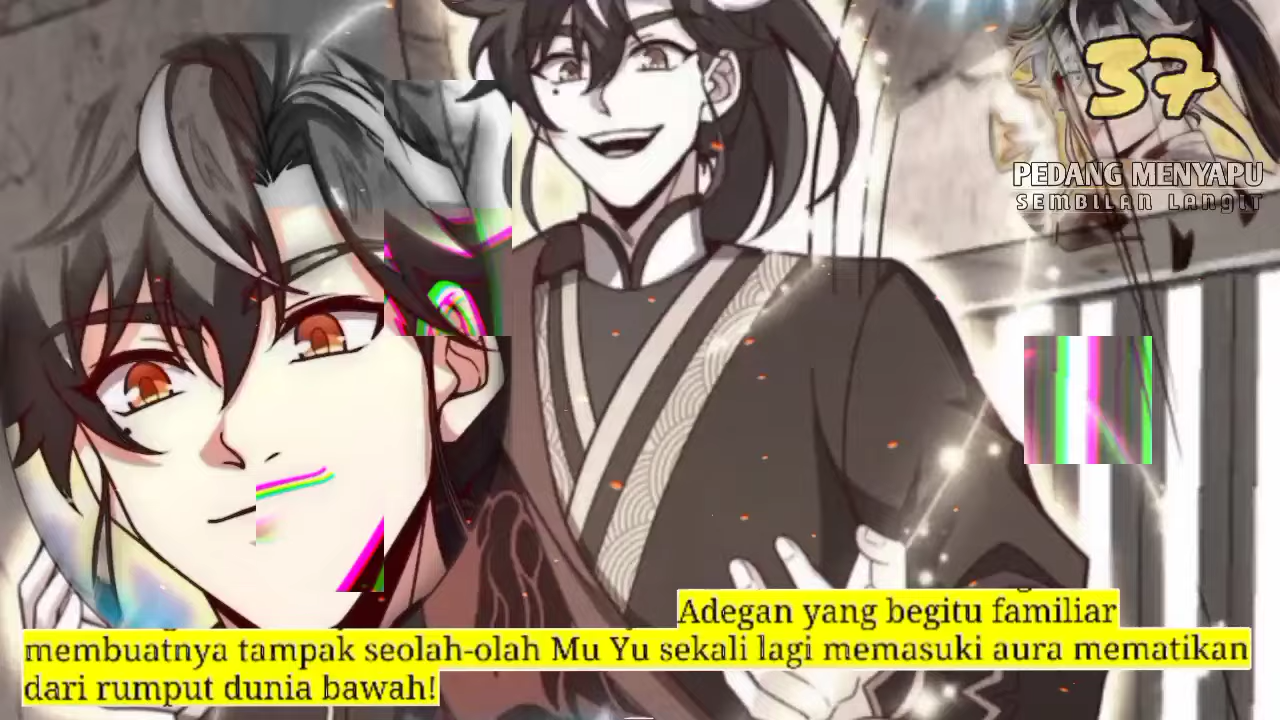 37
PEDANG MENYAPU
SEMBILAN LANGIT
Adegan yang begitu familiar
membuatnya tampak seolah-olah Mu Yu sekali lagi memasuki aura mematikan
dari rumput dunia bawah!